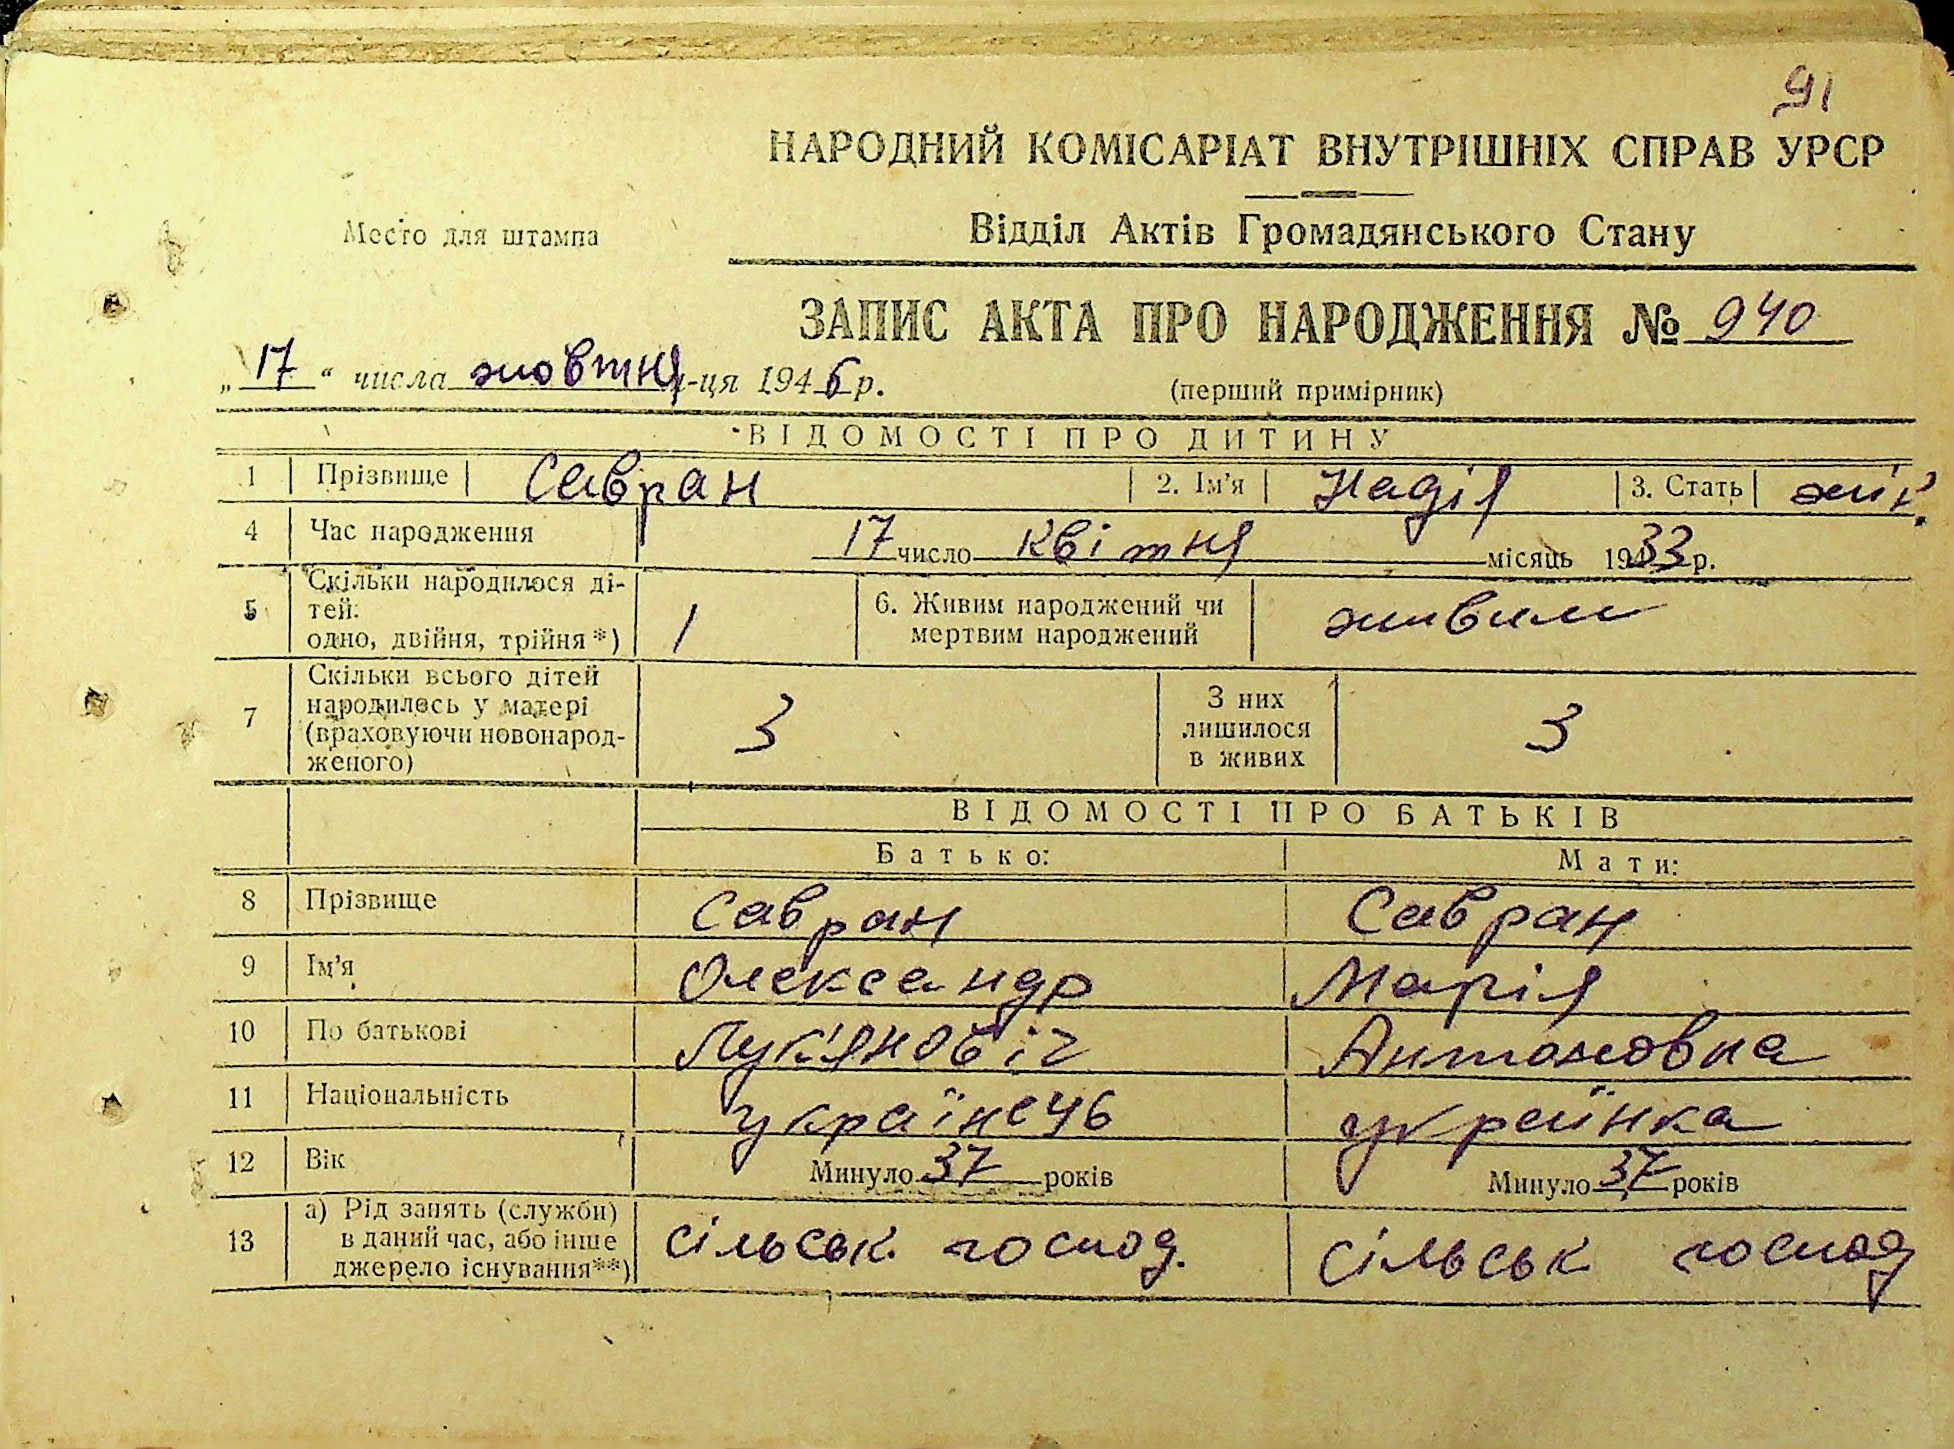 91
НАРОДНИЙ КОМІСАРІАТ ВНУТРІШНІХ СПРАВ УРСР
Место для штампа
Відділ Актів Громадянського Стану
ЗАПИС АКТА ПРО НАРОДЖЕННЯ № 940
„17“ числа жовтня м-ця 1946 р.
(перший примірник)
ВІДОМОСТІ ПРО ДИТИНУ
1 Прізвище Савран 2. Ім'я Надія 3. Стать жін.
4 Час народження 17 число квітня місяць 1933 р.
5 Скільки народилося ді-
тей:
одно, двійня, трійня*) 1
6. Живим народжений чи
мертвим народжений живим
7 Скільки всього дітей
народилось у матері
(враховуючи новонарод-
женого) 3
З них
лишилося
в живих 3
ВІДОМОСТІ ПРО БАТЬКІВ
Батько: Мати:
8 Прізвище Савран Савран
9 Ім'я Олександр Марія
10 По батькові Лук'яновіч Антоновна
11 Національність українець українка
12 Вік Минуло 37 років Минуло 37 років
13 а) Рід занять (служби)
в даний час, або інше
джерело існування**) сільськ. господ. сільськ господ